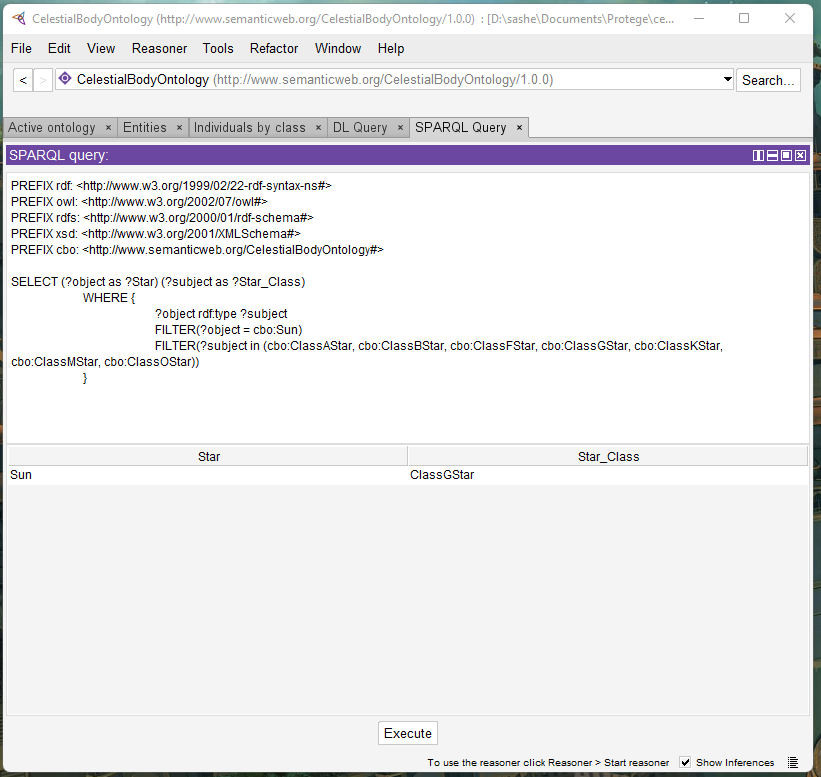 CelestialBodyOntology (http://www.semanticweb.org/CelestialBodyOntology/1.0.0) : [D:\sashe\Documents\Protege\ce...
File Edit View Reasoner Tools Refactor Window Help
< > CelestialBodyOntology (http://www.semanticweb.org/CelestialBodyOntology/1.0.0) Search...
Active ontology × Entities × Individuals by class × DL Query × SPARQL Query ×
SPARQL query:
PREFIX rdf: <http://www.w3.org/1999/02/22-rdf-syntax-ns#>
PREFIX owl: <http://www.w3.org/2002/07/owl#>
PREFIX rdfs: <http://www.w3.org/2000/01/rdf-schema#>
PREFIX xsd: <http://www.w3.org/2001/XMLSchema#>
PREFIX cbo: <http://www.semanticweb.org/CelestialBodyOntology#>
SELECT (?object as ?Star) (?subject as ?Star_Class)
WHERE {
?object rdf:type ?subject
FILTER(?object = cbo:Sun)
FILTER(?subject in (cbo:ClassAStar, cbo:ClassBStar, cbo:ClassFStar, cbo:ClassGStar, cbo:ClassKStar,
cbo:ClassMStar, cbo:ClassOStar))
}
Star Star_Class
Sun ClassGStar
Execute
To use the reasoner click Reasoner > Start reasoner Show Inferences